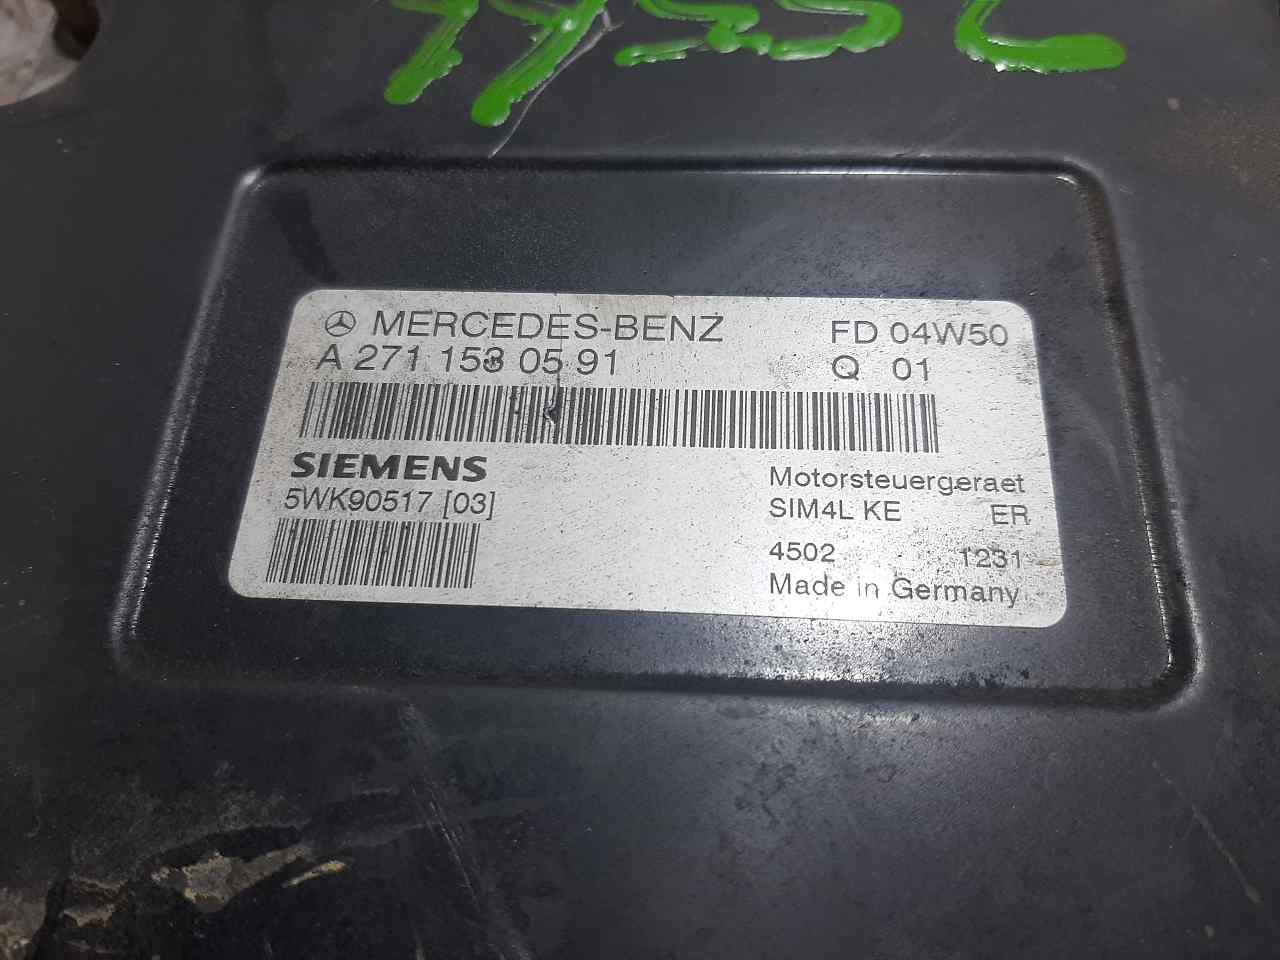 MERCEDES-BENZ FD 04W50
A 271 153 05 91 Q 01
SIEMENS Motorsteuergeraet
5WK90517 [03] SIM4L KE ER
4502 1231
Made in Germany